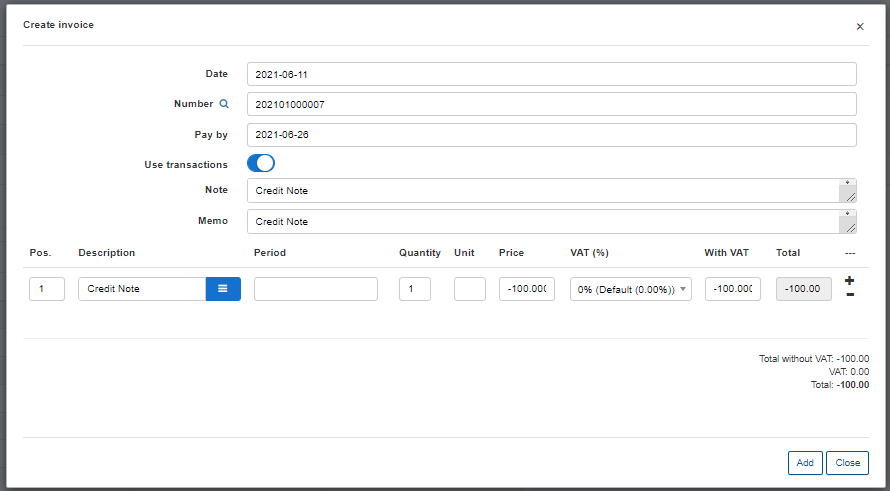 Create invoice ×
Date 2021-06-11
Number 202101000007
Pay by 2021-06-26
Use transactions
Note Credit Note
Memo Credit Note
Pos. Description Period Quantity Unit Price VAT (%) With VAT Total ---
1 Credit Note 1 -100.000 0% (Default (0.00%)) -100.000 -100.00
Total without VAT: -100.00
VAT: 0.00
Total: -100.00
Add Close